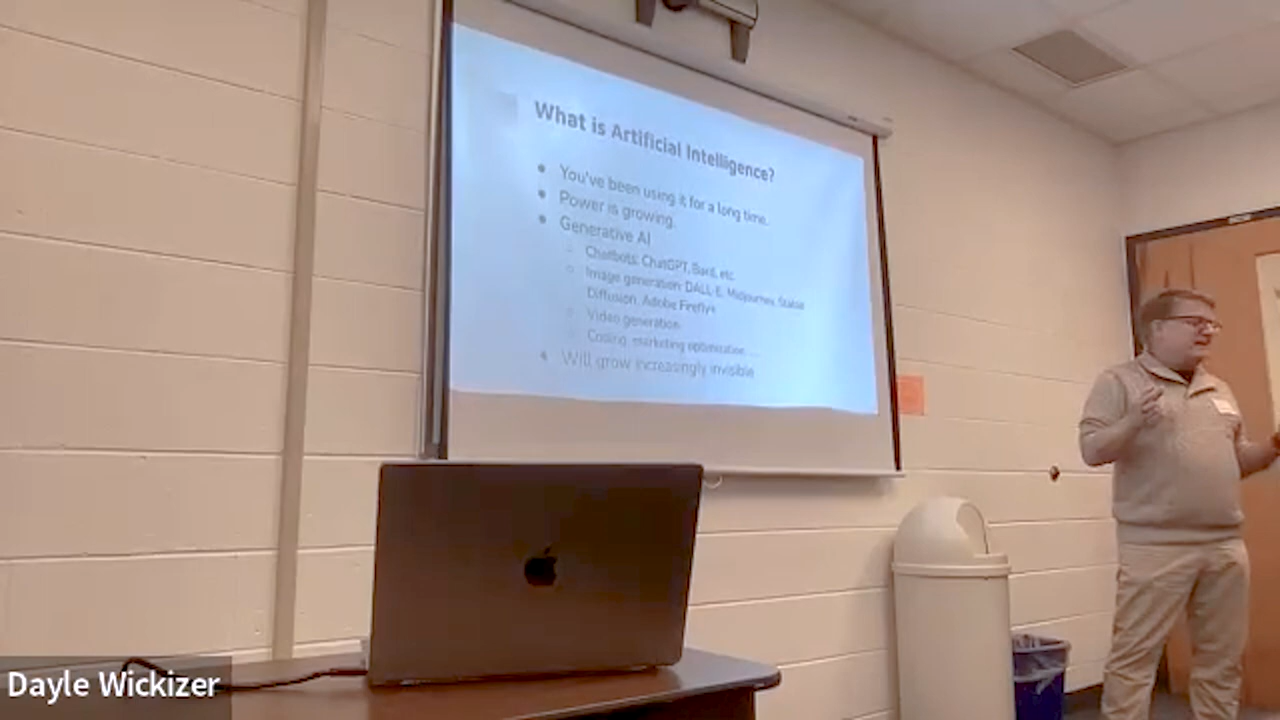 What is Artificial Intelligence?
You've been using it for a long time.
Power is growing.
Generative AI
Chatbots: ChatGPT, Bard, etc.
Image generation: DALL-E, Midjourney, Stable
Diffusion, Adobe Firefly+
Video generation
Coding, marketing optimization, ...
Will grow increasingly invisible
Dayle Wickizer